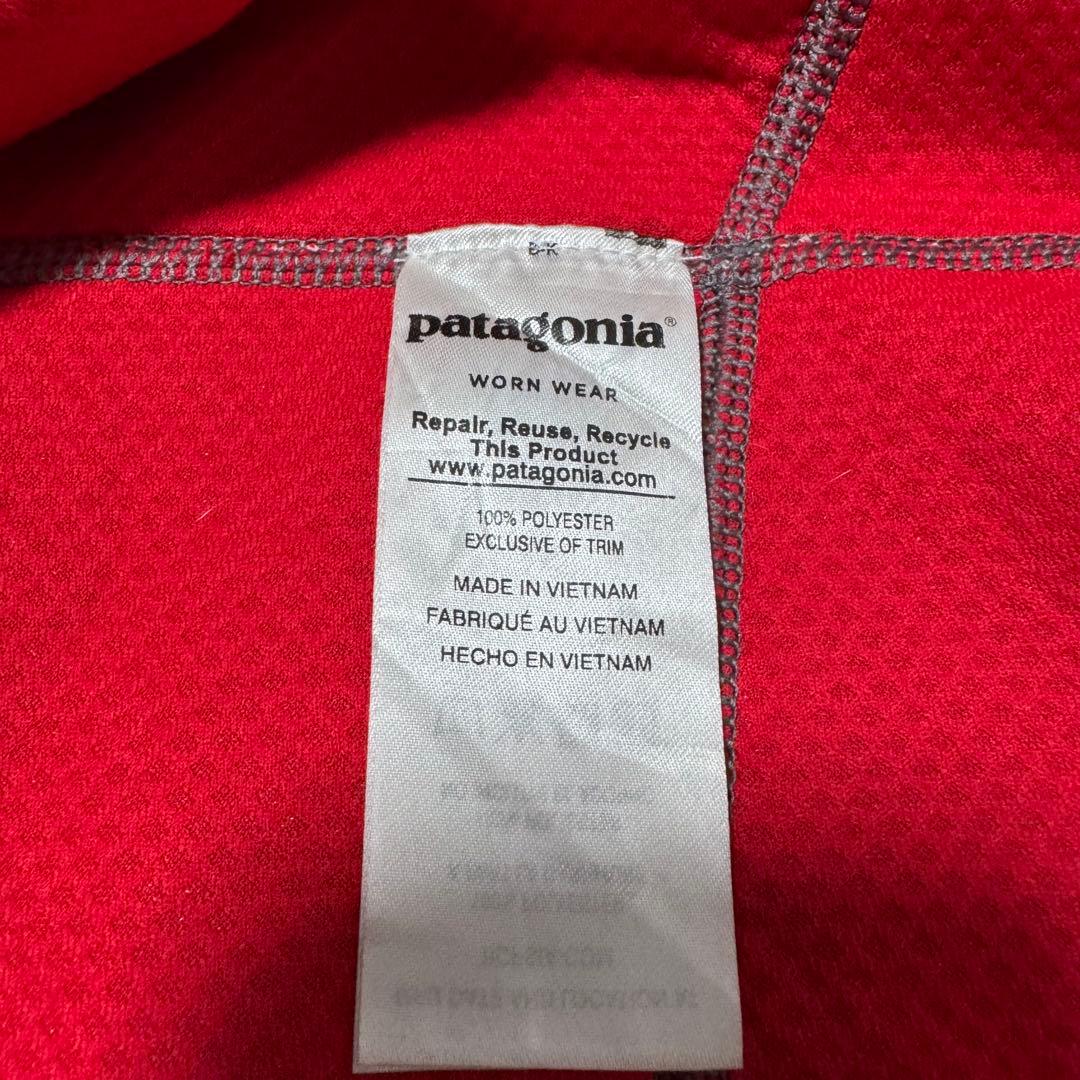 B-K
patagonia®
WORN WEAR
Repair, Reuse, Recycle
This Product
www.patagonia.com
100% POLYESTER
EXCLUSIVE OF TRIM
MADE IN VIETNAM
FABRIQUÉ AU VIETNAM
HECHO EN VIETNAM